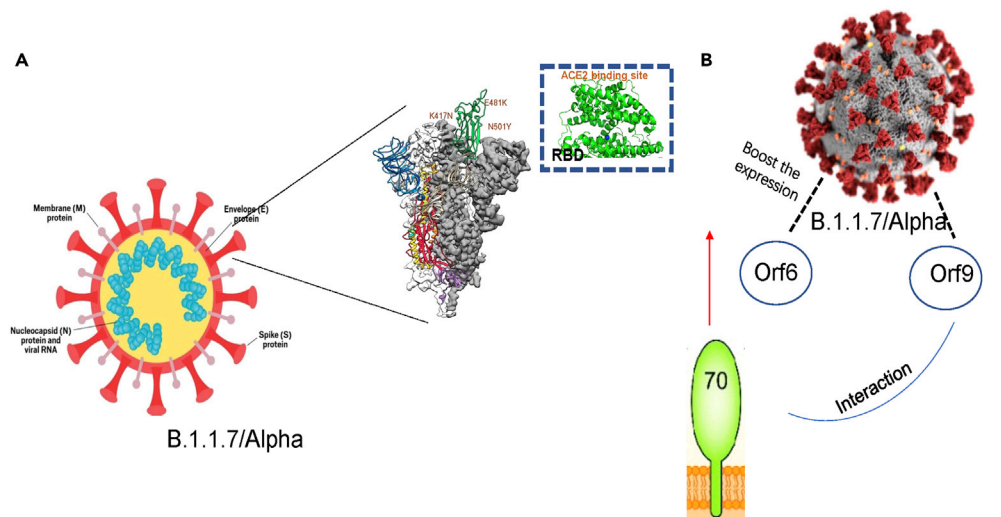 A
Membrane (M)
protein
Envelope (E)
protein
Nucleocapsid (N)
protein and
viral RNA
Spike (S)
protein
B.1.1.7/Alpha
K417N
E481K
N501Y
ACE2 binding site
RBD
B
Boost the
expression
B.1.1.7/Alpha
Orf6
Orf9
70
Interaction